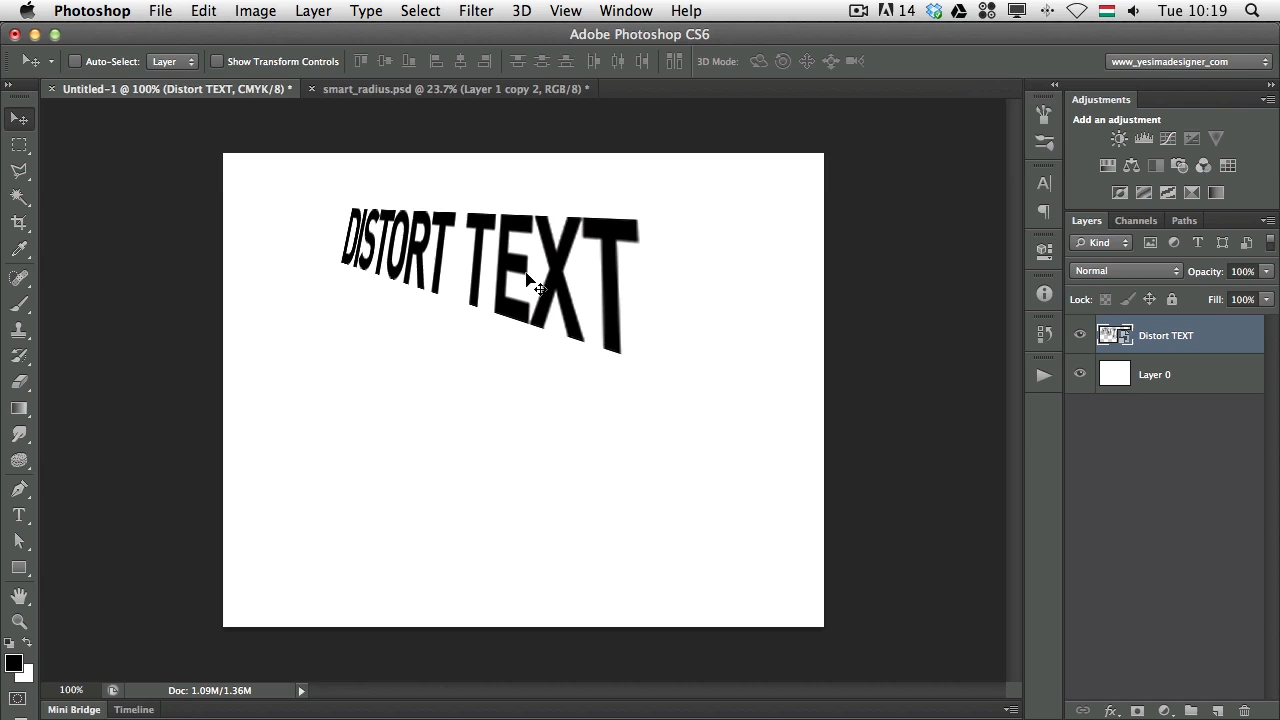 Photoshop File Edit Image Layer Type Select Filter 3D View Window Help 14 Tue 10:19
Adobe Photoshop CS6
Auto-Select: Layer Show Transform Controls 3D Mode: www_yesimadesigner_com
Untitled-1 @ 100% (Distort TEXT, CMYK/8) * smart_radius.psd @ 23.7% (Layer 1 copy 2, RGB/8) *
Adjustments
Add an adjustment
DISTORT TEXT
Layers Channels Paths
Kind
Normal Opacity: 100%
Lock: Fill: 100%
Distort TEXT
Layer 0
100% Doc: 1.09M/1.36M
Mini Bridge Timeline